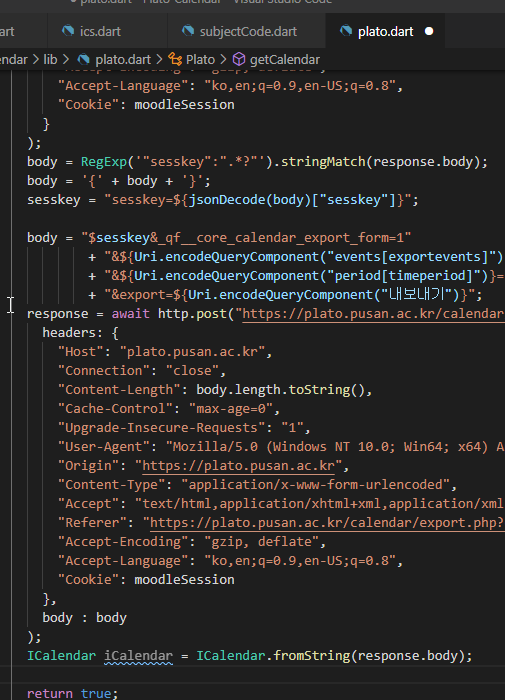 plato.dart - Plato-Calendar - Visual Studio Code
art ics.dart subjectCode.dart plato.dart
endar > lib > plato.dart > Plato > getCalendar
"Accept-Encoding": "gzip, deflate",
"Accept-Language": "ko,en;q=0.9,en-US;q=0.8",
"Cookie": moodleSession
}
);
body = RegExp('"sesskey":".*?"').stringMatch(response.body);
body = '{' + body + '}';
sesskey = "sesskey=${jsonDecode(body)["sesskey"]}";
body = "$sesskey&_qf__core_calendar_export_form=1"
+ "&${Uri.encodeQueryComponent("events[exportevents]")
+ "&${Uri.encodeQueryComponent("period[timeperiod]")}=
+ "&export=${Uri.encodeQueryComponent("내보내기")}";
response = await http.post("https://plato.pusan.ac.kr/calendar
headers: {
"Host": "plato.pusan.ac.kr",
"Connection": "close",
"Content-Length": body.length.toString(),
"Cache-Control": "max-age=0",
"Upgrade-Insecure-Requests": "1",
"User-Agent": "Mozilla/5.0 (Windows NT 10.0; Win64; x64) A
"Origin": "https://plato.pusan.ac.kr",
"Content-Type": "application/x-www-form-urlencoded",
"Accept": "text/html,application/xhtml+xml,application/xml
"Referer": "https://plato.pusan.ac.kr/calendar/export.php?
"Accept-Encoding": "gzip, deflate",
"Accept-Language": "ko,en;q=0.9,en-US;q=0.8",
"Cookie": moodleSession
},
body : body
);
ICalendar iCalendar = ICalendar.fromString(response.body);
return true;